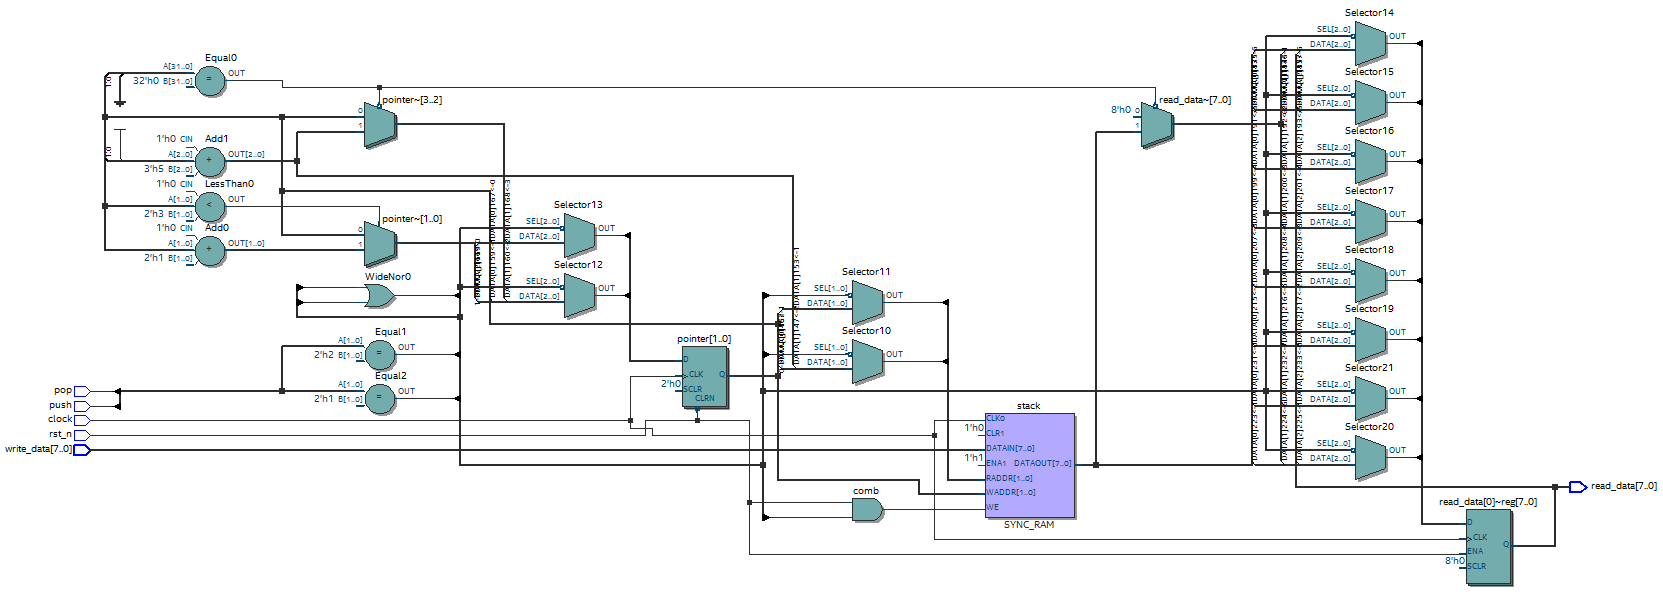 Equal0
A[31..0]
32'h0 B[31..0]
OUT
=
1:0
pointer~[3..2]
0
1
1'h0 CIN
Add1
A[2..0]
3'h5 B[2..0]
OUT[2..0]
+
1:0
1'h0 CIN
LessThan0
A[1..0]
2'h3 B[1..0]
OUT
<
1'h0 CIN
Add0
A[1..0]
2'h1 B[1..0]
OUT[1..0]
+
pointer~[1..0]
0
1
WideNor0
Equal1
A[1..0]
2'h2 B[1..0]
OUT
=
Equal2
A[1..0]
2'h1 B[1..0]
OUT
=
pop
push
clock
rst_n
write_data[7..0]
Selector13
SEL[2..0]
DATA[2..0]
OUT
Selector12
SEL[2..0]
DATA[2..0]
OUT
pointer[1..0]
D
CLK
2'h0
SCLR
CLRN
Q
Selector11
SEL[1..0]
DATA[1..0]
OUT
Selector10
SEL[1..0]
DATA[1..0]
OUT
comb
stack
CLK0
1'h0
CLR1
DATAIN[7..0]
1'h1
ENA1
DATAOUT[7..0]
RADDR[1..0]
WADDR[1..0]
WE
SYNC_RAM
read_data~[7..0]
8'h0
0
1
Selector14
SEL[2..0]
DATA[2..0]
OUT
Selector15
SEL[2..0]
DATA[2..0]
OUT
Selector16
SEL[2..0]
DATA[2..0]
OUT
Selector17
SEL[2..0]
DATA[2..0]
OUT
Selector18
SEL[2..0]
DATA[2..0]
OUT
Selector19
SEL[2..0]
DATA[2..0]
OUT
Selector21
SEL[2..0]
DATA[2..0]
OUT
Selector20
SEL[2..0]
DATA[2..0]
OUT
read_data[7..0]
read_data[0]~reg[7..0]
D
CLK
ENA
8'h0
SCLR
Q